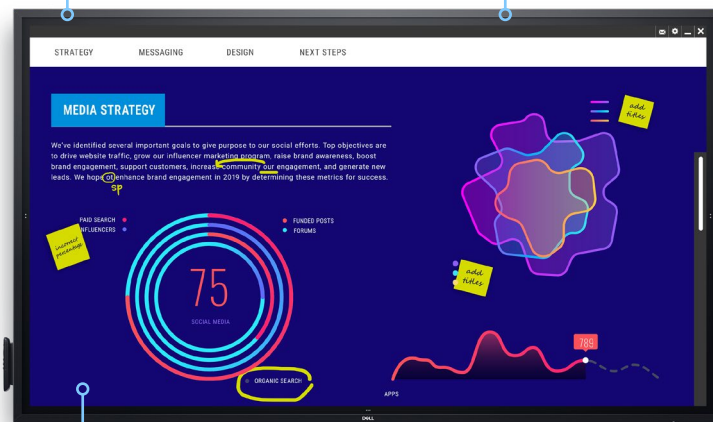 STRATEGY MESSAGING DESIGN NEXT STEPS
MEDIA STRATEGY
We've identified several important goals to give purpose to our social efforts. Top objectives are
to drive website traffic, grow our influencer marketing program, raise brand awareness, boost
brand engagement, support customers, increase community our engagement, and generate new
leads. We hope ot enhance brand engagement in 2019 by determining these metrics for success.
sp
add
titles
incorrect
percentage
PAID SEARCH
NFLUENCERS
FUNDED POSTS
FORUMS
75
SOCIAL MEDIA
ORGANIC SEARCH
add
titles
789
APPS
DELL